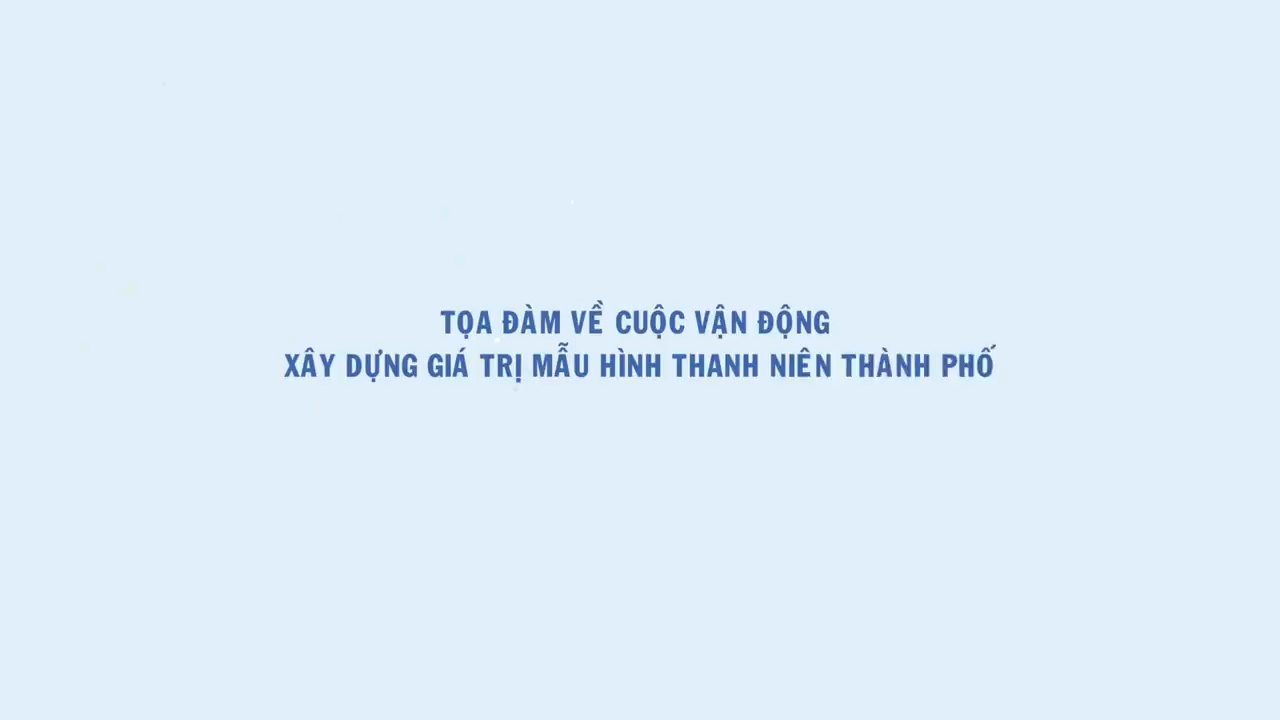 TỌA ĐÀM VỀ CUỘC VẬN ĐỘNG
XÂY DỰNG GIÁ TRỊ MẪU HÌNH THANH NIÊN THÀNH PHỐ